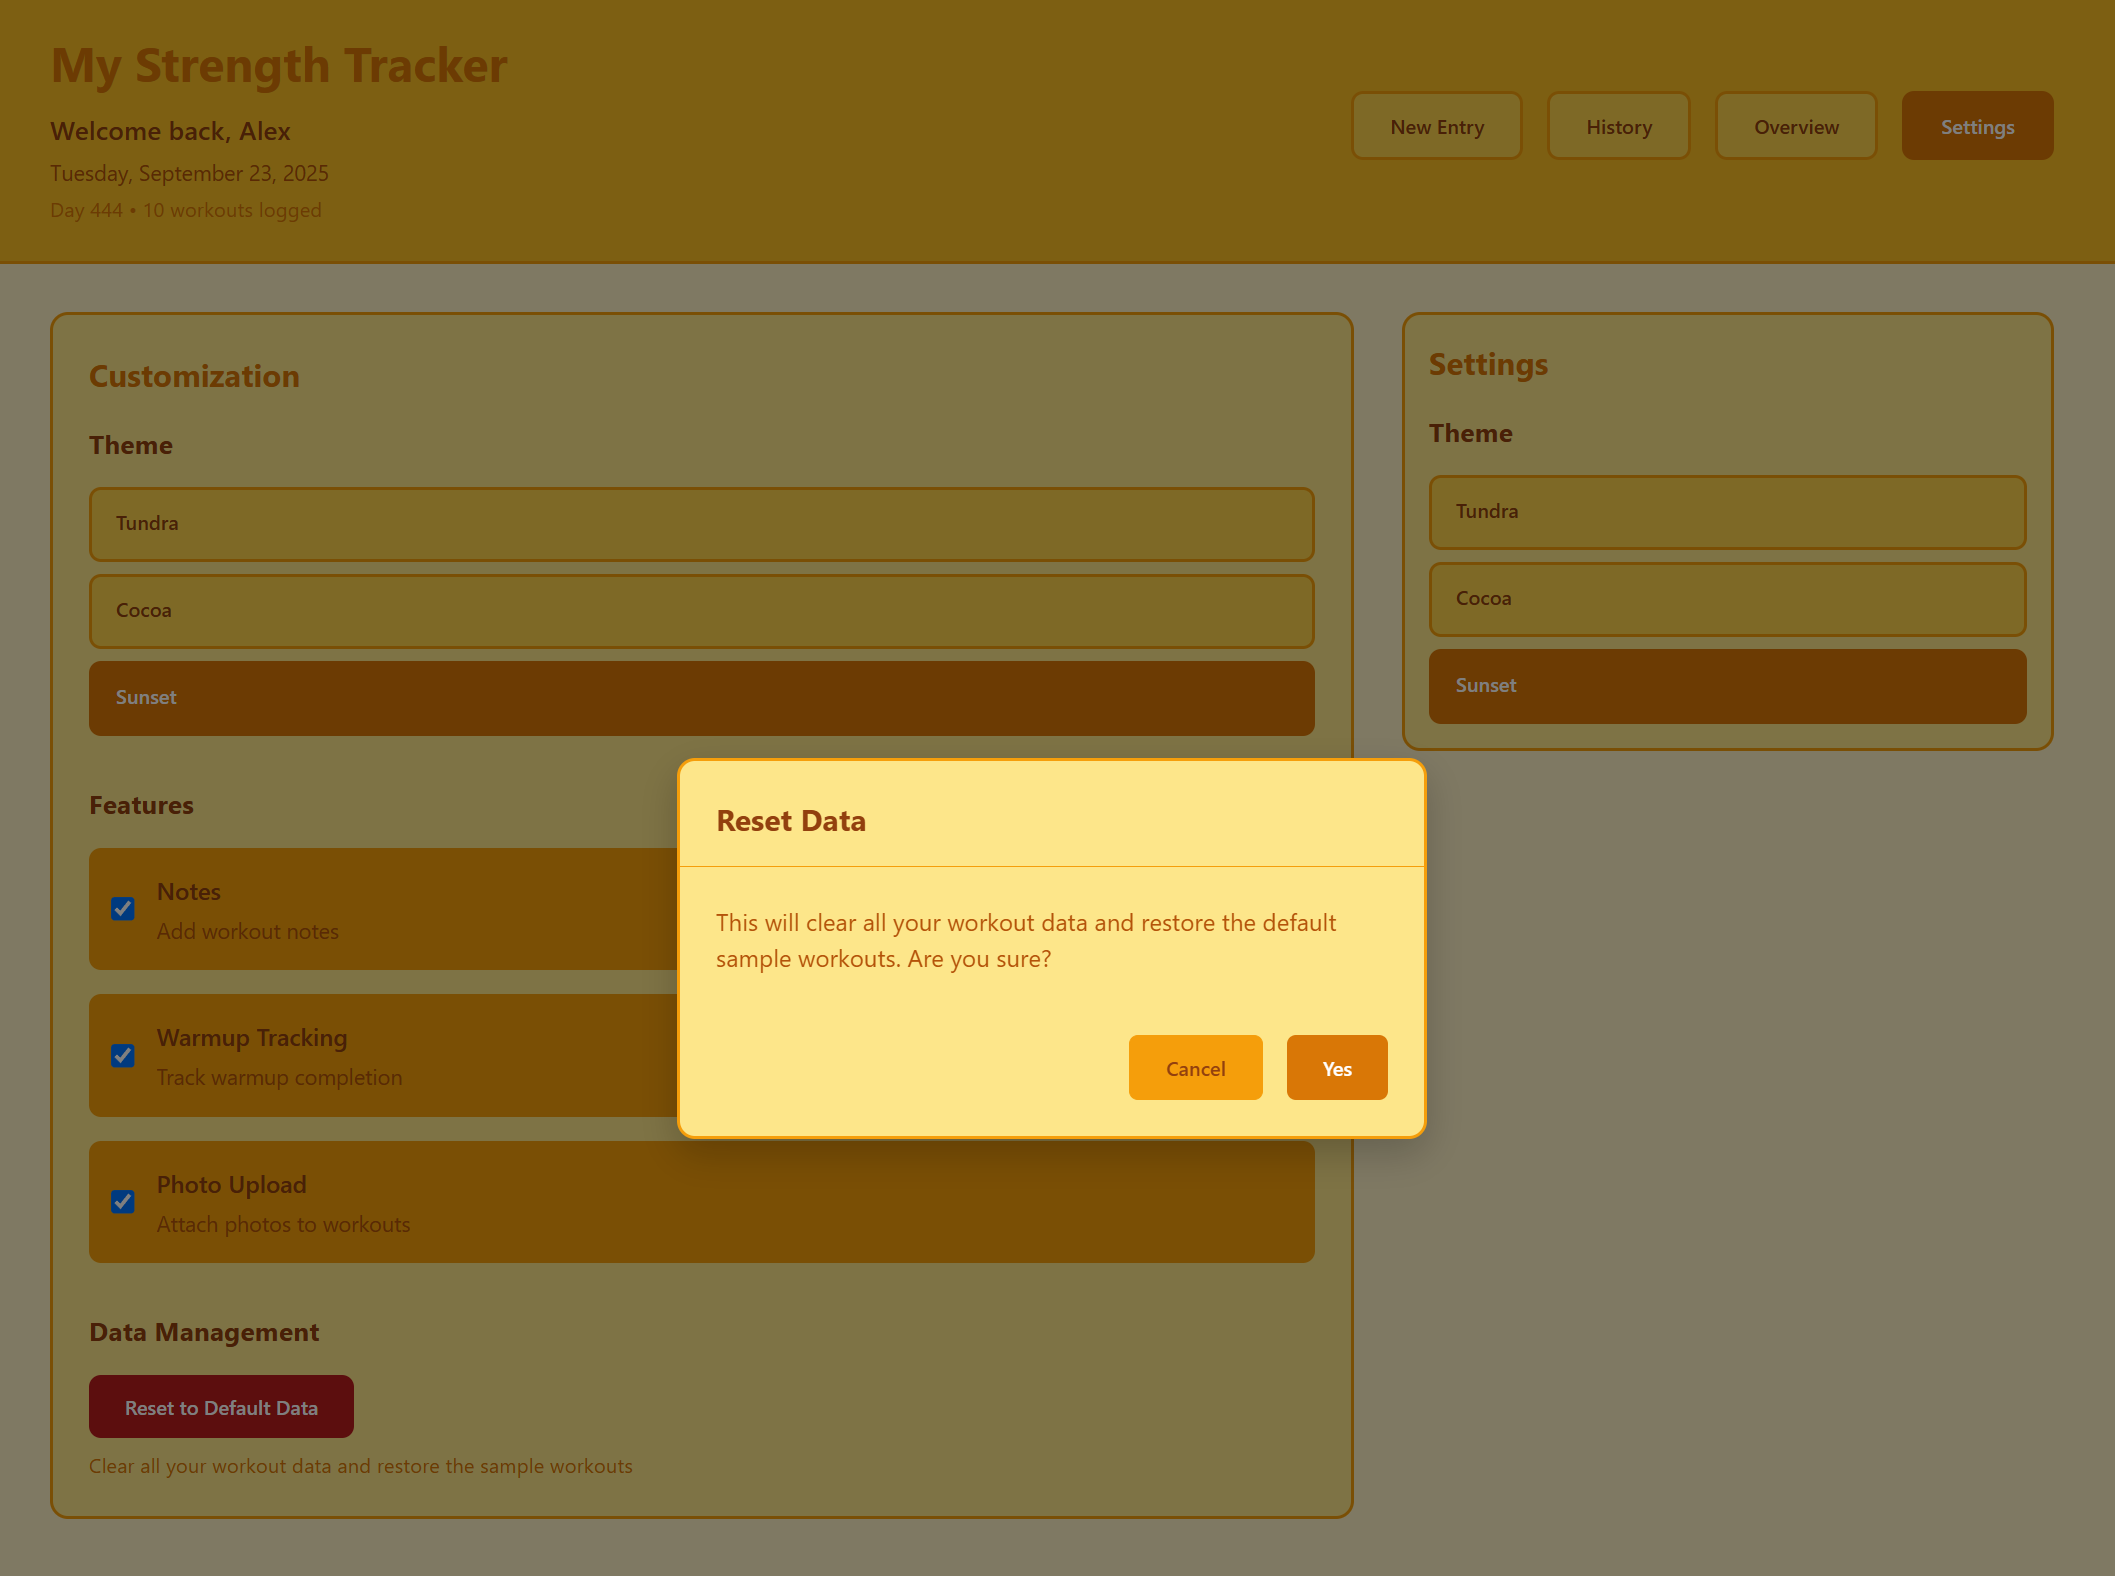 My Strength Tracker
Welcome back, Alex
Tuesday, September 23, 2025
Day 444 • 10 workouts logged
New Entry
History
Overview
Settings
Customization
Theme
Tundra
Cocoa
Sunset
Features
Notes
Add workout notes
Warmup Tracking
Track warmup completion
Photo Upload
Attach photos to workouts
Data Management
Reset to Default Data
Clear all your workout data and restore the sample workouts
Settings
Theme
Tundra
Cocoa
Sunset
Reset Data
This will clear all your workout data and restore the default
sample workouts. Are you sure?
Cancel
Yes